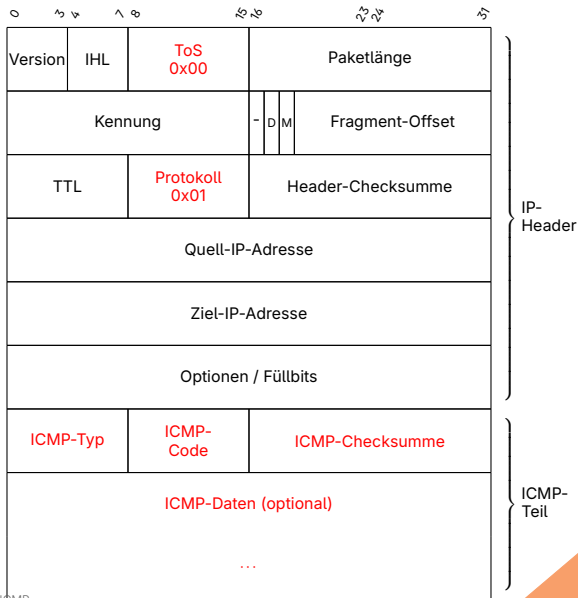 0 3 4 7 8 15 16 23 24 31
Version IHL ToS Paketlänge
0x00
Kennung - D M Fragment-Offset
TTL Protokoll Header-Checksumme
0x01
IP-
Header
Quell-IP-Adresse
Ziel-IP-Adresse
Optionen / Füllbits
ICMP-Typ ICMP- ICMP-Checksumme
Code
ICMP-Daten (optional)
ICMP-
Teil
...